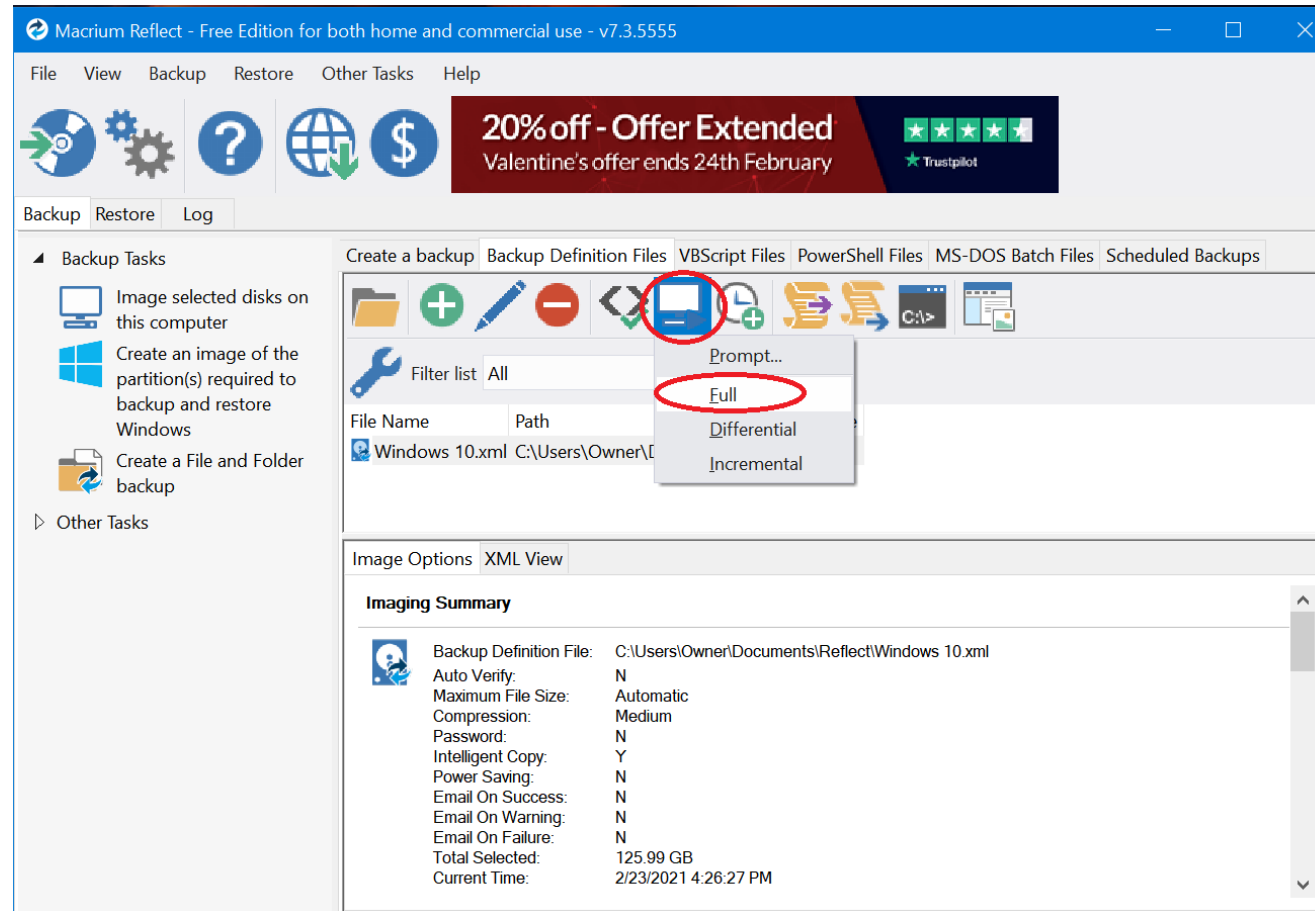 Macrium Reflect - Free Edition for both home and commercial use - v7.3.5555
File View Backup Restore Other Tasks Help
20% off - Offer Extended
Valentine's offer ends 24th February
Trustpilot
Backup Restore Log
Backup Tasks
Image selected disks on
this computer
Create an image of the
partition(s) required to
backup and restore
Windows
Create a File and Folder
backup
Other Tasks
Create a backup Backup Definition Files VBScript Files PowerShell Files MS-DOS Batch Files Scheduled Backups
C:\>
Filter list All
Prompt...
Full
Differential
Incremental
File Name Path
Windows 10.xml C:\Users\Owner\
Image Options XML View
Imaging Summary
Backup Definition File: C:\Users\Owner\Documents\Reflect\Windows 10.xml
Auto Verify: N
Maximum File Size: Automatic
Compression: Medium
Password: N
Intelligent Copy: Y
Power Saving: N
Email On Success: N
Email On Warning: N
Email On Failure: N
Total Selected: 125.99 GB
Current Time: 2/23/2021 4:26:27 PM